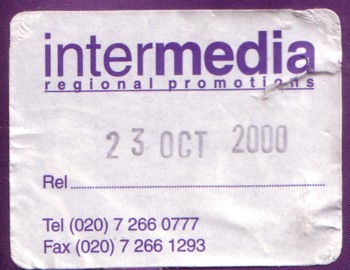 intermedia
regional promotions
23 OCT 2000
Rel
Tel (020) 7 266 0777
Fax (020) 7 266 1293